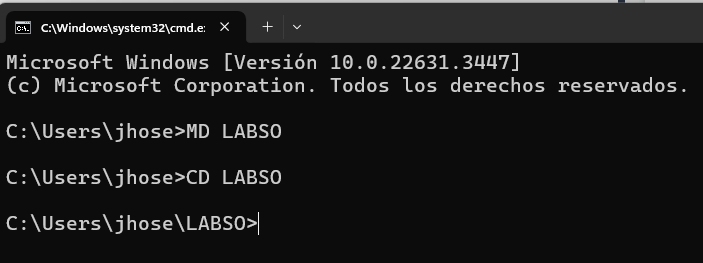 C:\Windows\system32\cmd.e:
Microsoft Windows [Versión 10.0.22631.3447]
(c) Microsoft Corporation. Todos los derechos reservados.
C:\Users\jhose>MD LABSO
C:\Users\jhose>CD LABSO
C:\Users\jhose\LABSO>